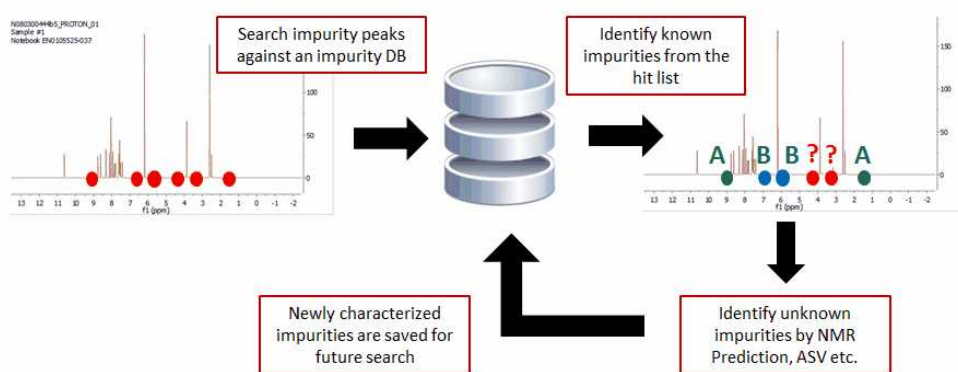 N080300444b5_PROTON_01
Sample #1
Notebook EN0105525-037
Search impurity peaks
against an impurity DB
Identify known
impurities from the
hit list
150
100
100
50
50
A B B ? ? A
0
0
13 12 11 10 9 8 7 6 5 4 3 2 1 0 -1 -2
f1 (ppm)
13 12 11 10 9 8 7 6 5 4 3 2 1 0 -1 -2
f1 (ppm)
Newly characterized
impurities are saved for
future search
Identify unknown
impurities by NMR
Prediction, ASV etc.